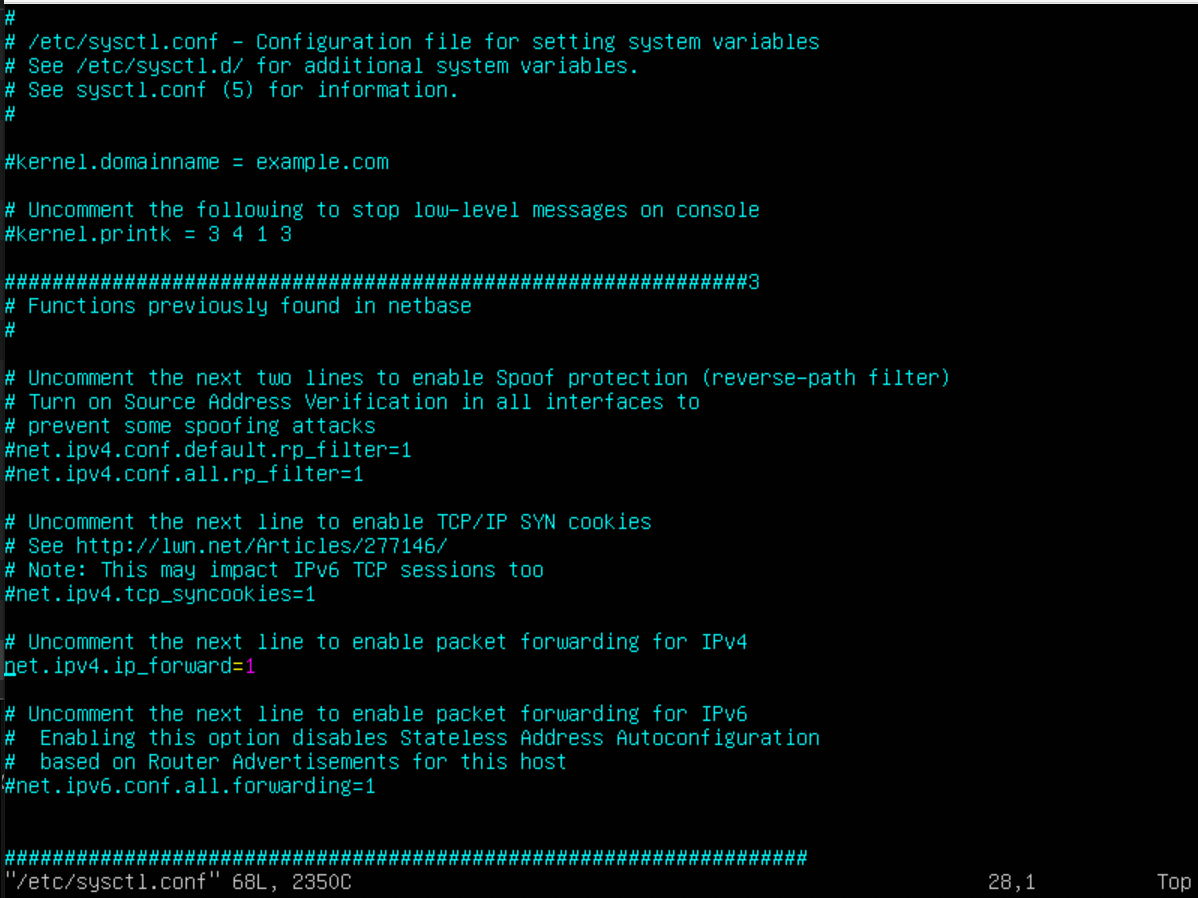 #
# /etc/sysctl.conf - Configuration file for setting system variables
# See /etc/sysctl.d/ for additional system variables.
# See sysctl.conf (5) for information.
#
#kernel.domainname = example.com
# Uncomment the following to stop low-level messages on console
#kernel.printk = 3 4 1 3
##############################################################3
# Functions previously found in netbase
#
# Uncomment the next two lines to enable Spoof protection (reverse-path filter)
# Turn on Source Address Verification in all interfaces to
# prevent some spoofing attacks
#net.ipv4.conf.default.rp_filter=1
#net.ipv4.conf.all.rp_filter=1
# Uncomment the next line to enable TCP/IP SYN cookies
# See http://lwn.net/Articles/277146/
# Note: This may impact IPv6 TCP sessions too
#net.ipv4.tcp_syncookies=1
# Uncomment the next line to enable packet forwarding for IPv4
net.ipv4.ip_forward=1
# Uncomment the next line to enable packet forwarding for IPv6
#  Enabling this option disables Stateless Address Autoconfiguration
#  based on Router Advertisements for this host
#net.ipv6.conf.all.forwarding=1
###################################################################
"/etc/sysctl.conf" 68L, 2350C 28,1 Top